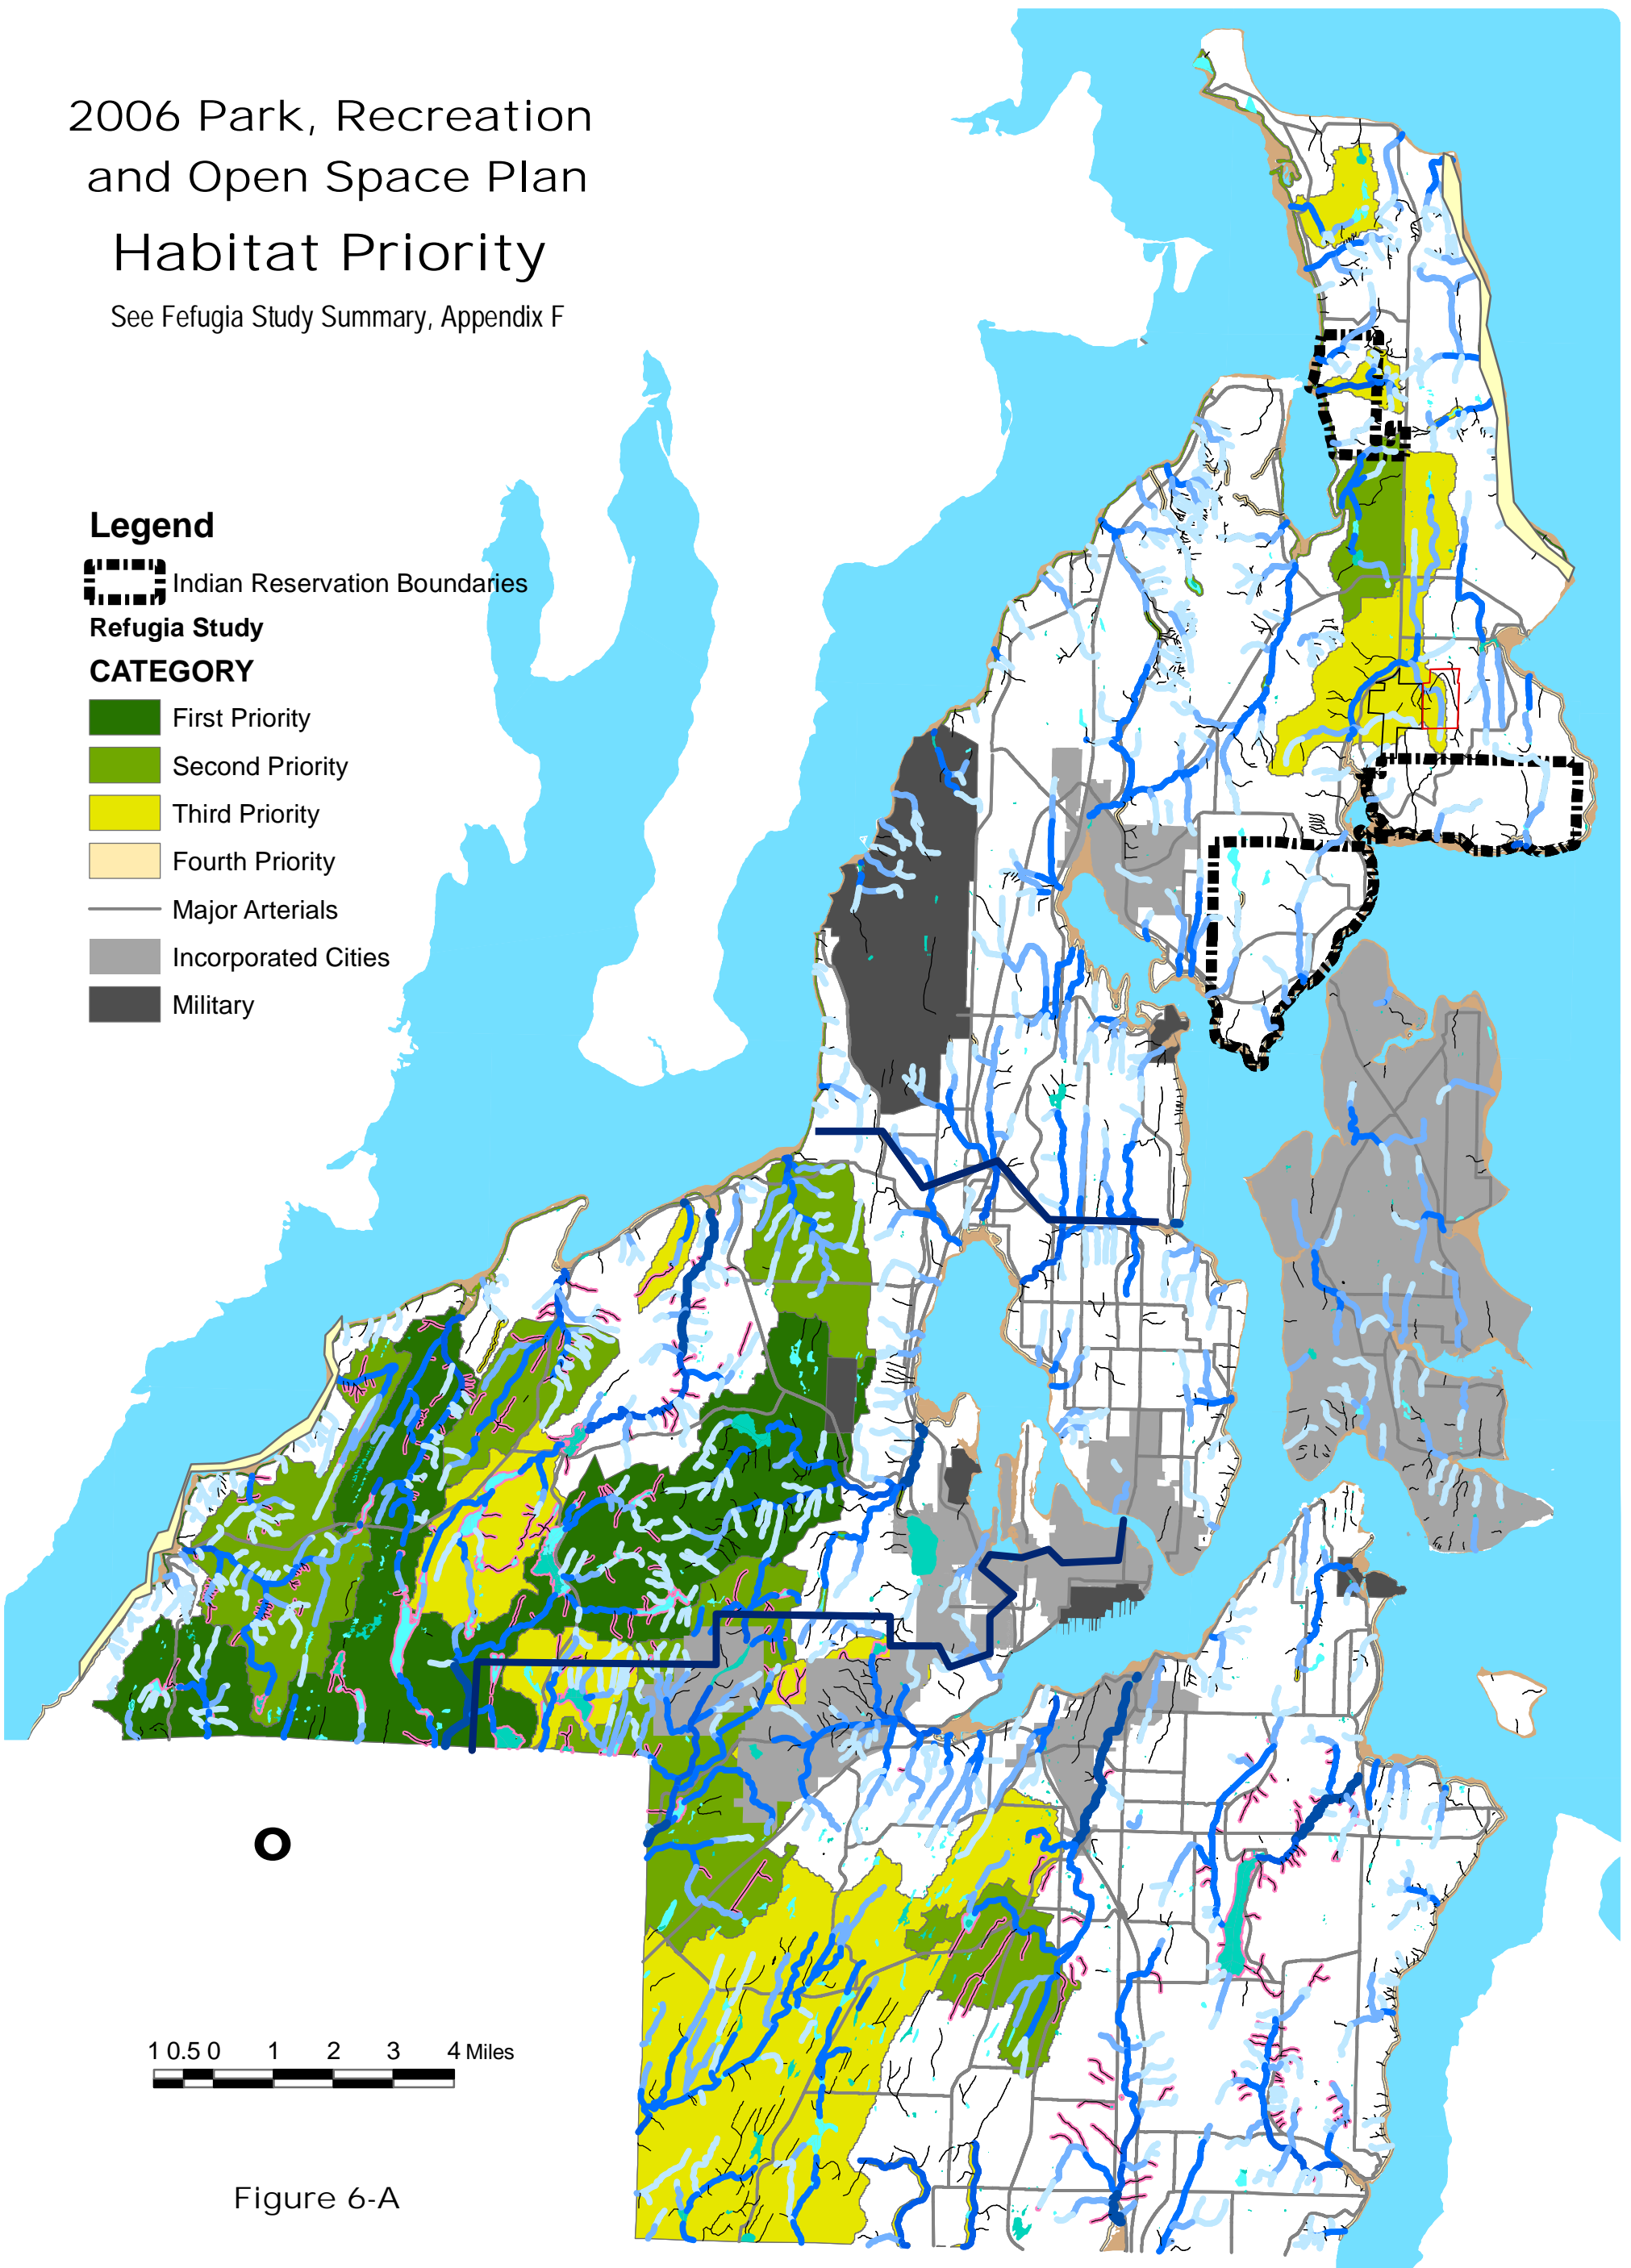 2006 Park, Recreation
and Open Space Plan
Habitat Priority
See Fefugia Study Summary, Appendix F
Legend
Indian Reservation Boundaries
Refugia Study
CATEGORY
First Priority
Second Priority
Third Priority
Fourth Priority
Major Arterials
Incorporated Cities
Military
O
1 0.5 0 1 2 3 4 Miles
Figure 6-A